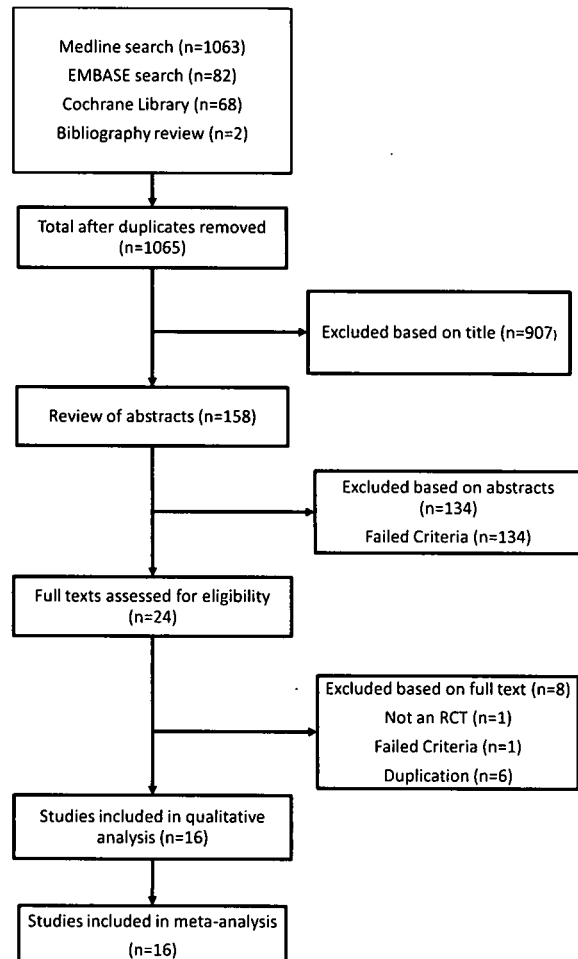 Medline search (n=1063)
EMBASE search (n=82)
Cochrane Library (n=68)
Bibliography review (n=2)
Total after duplicates removed
(n=1065)
Excluded based on title (n=907)
Review of abstracts (n=158)
Excluded based on abstracts
(n=134)
Failed Criteria (n=134)
Full texts assessed for eligibility
(n=24)
Excluded based on full text (n=8)
Not an RCT (n=1)
Failed Criteria (n=1)
Duplication (n=6)
Studies included in qualitative
analysis (n=16)
Studies included in meta-analysis
(n=16)